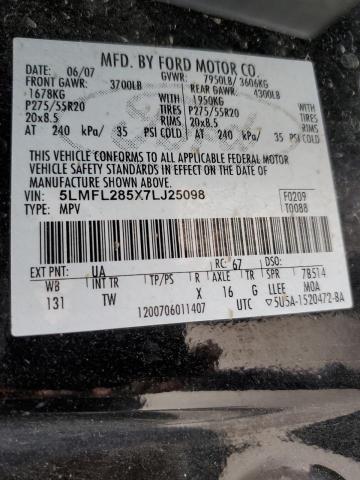 MFD. BY FORD MOTOR CO.
DATE: 06/07 GVWR: 7950LB/ 3606KG
FRONT GAWR: 3700LB REAR GAWR: 4300LB
1678KG 1950KG
P275/55R20 TIRES P275/55R20 TIRES
20x8.5 RIMS 20x8.5 RIMS
AT 240 kPa/ 35 PSI COLD AT 240 kPa/ 35 PSI COLD
THIS VEHICLE CONFORMS TO ALL APPLICABLE FEDERAL MOTOR
VEHICLE SAFETY STANDARDS IN EFFECT ON THE DATE OF
MANUFACTURE SHOWN ABOVE.
VIN: 5LMFL285X7LJ25098 F0209
TYPE: MPV T0088
EXT PNT: UA RC: 67 DSO:
WB INT TR TP/PS R AXLE TR SPR 78514
131 TW X 16 G LLEE MOA
1200706011407 UTC ▽5U5A-1520472-BA
Ford